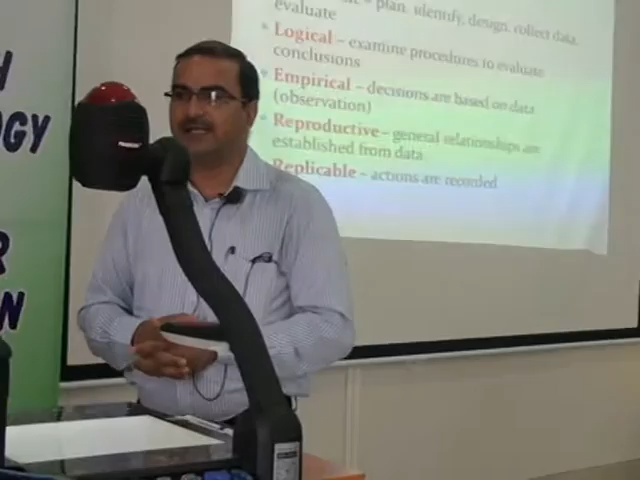 plan, identify, design, collect data,
evaluate
Logical – examine procedures to evaluate
conclusions
Empirical – decisions are based on data
(observation)
Reproductive – general relationships are
established from data
Replicable – actions are recorded
H
OGY
R
N